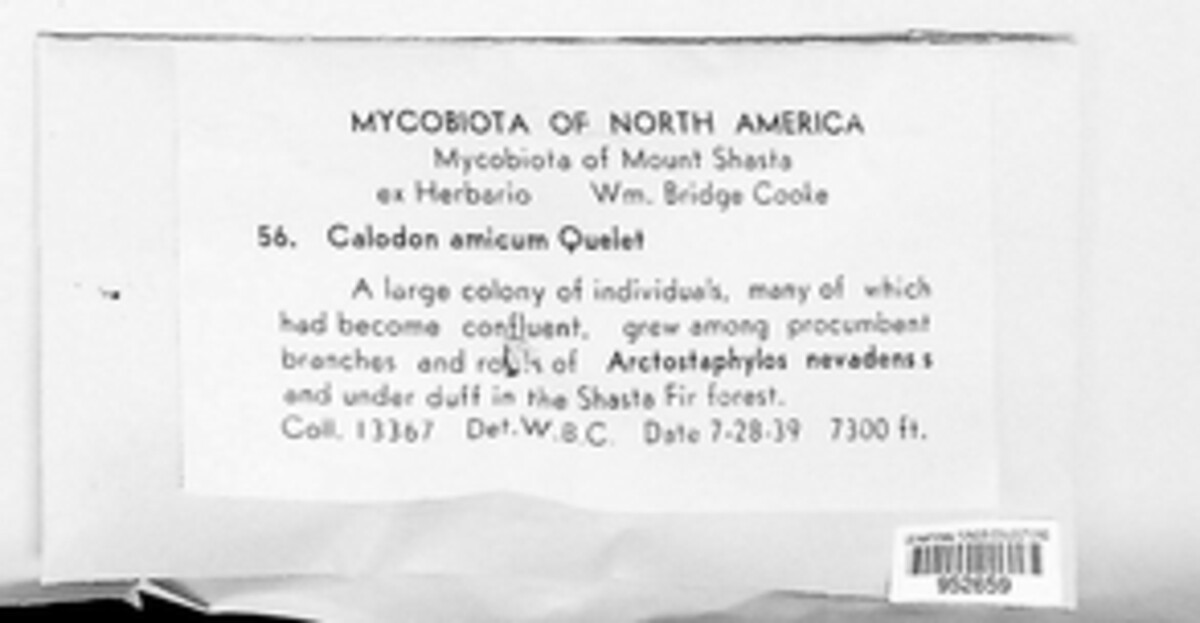 MYCOBIOTA OF NORTH AMERICA
Mycobiota of Mount Shasta
ex Herbario Wm. Bridge Cooke
56. Calodon amicum Quelet
A large colony of individuals, many of which
had become confluent, grew among procumbent
branches and roots of Arctostaphylos nevadens s
and under duff in the Shasta Fir forest.
Coll. 13367 Det. W.B.C. Date 7-28-39 7300 ft.
952659